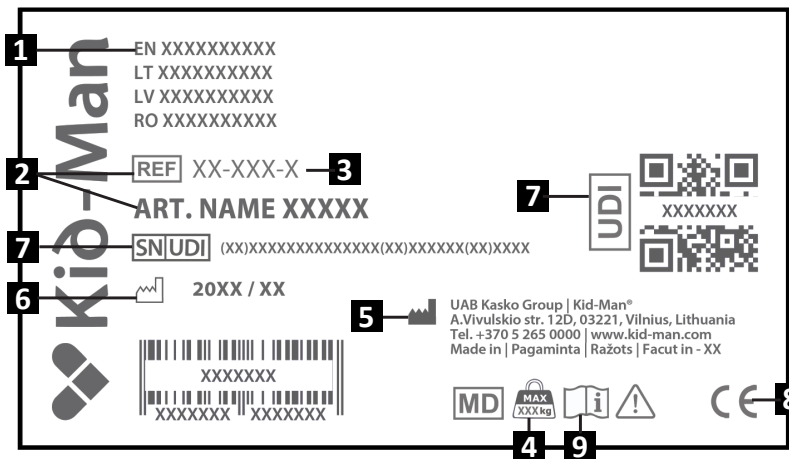 1 EN XXXXXXXXXX
LT XXXXXXXXXX
LV XXXXXXXXXX
RO XXXXXXXXXX
Kið-Man
2 REF XX-XXX-X 3
ART. NAME XXXXX
7 SN UDI (XX)XXXXXXXXXXXXXX(XX)XXXXXX(XX)XXXX
6 20XX / XX
XXXXXXX
XXXXXXX XXXXXXX
7 UDI XXXXXXX
5 UAB Kasko Group | Kid-Man®
A.Vivulskio str. 12D, 03221, Vilnius, Lithuania
Tel. +370 5 265 0000 | www.kid-man.com
Made in | Pagaminta | Ražots | Facut in - XX
MD MAX XXX kg i ! CE 8
4 9